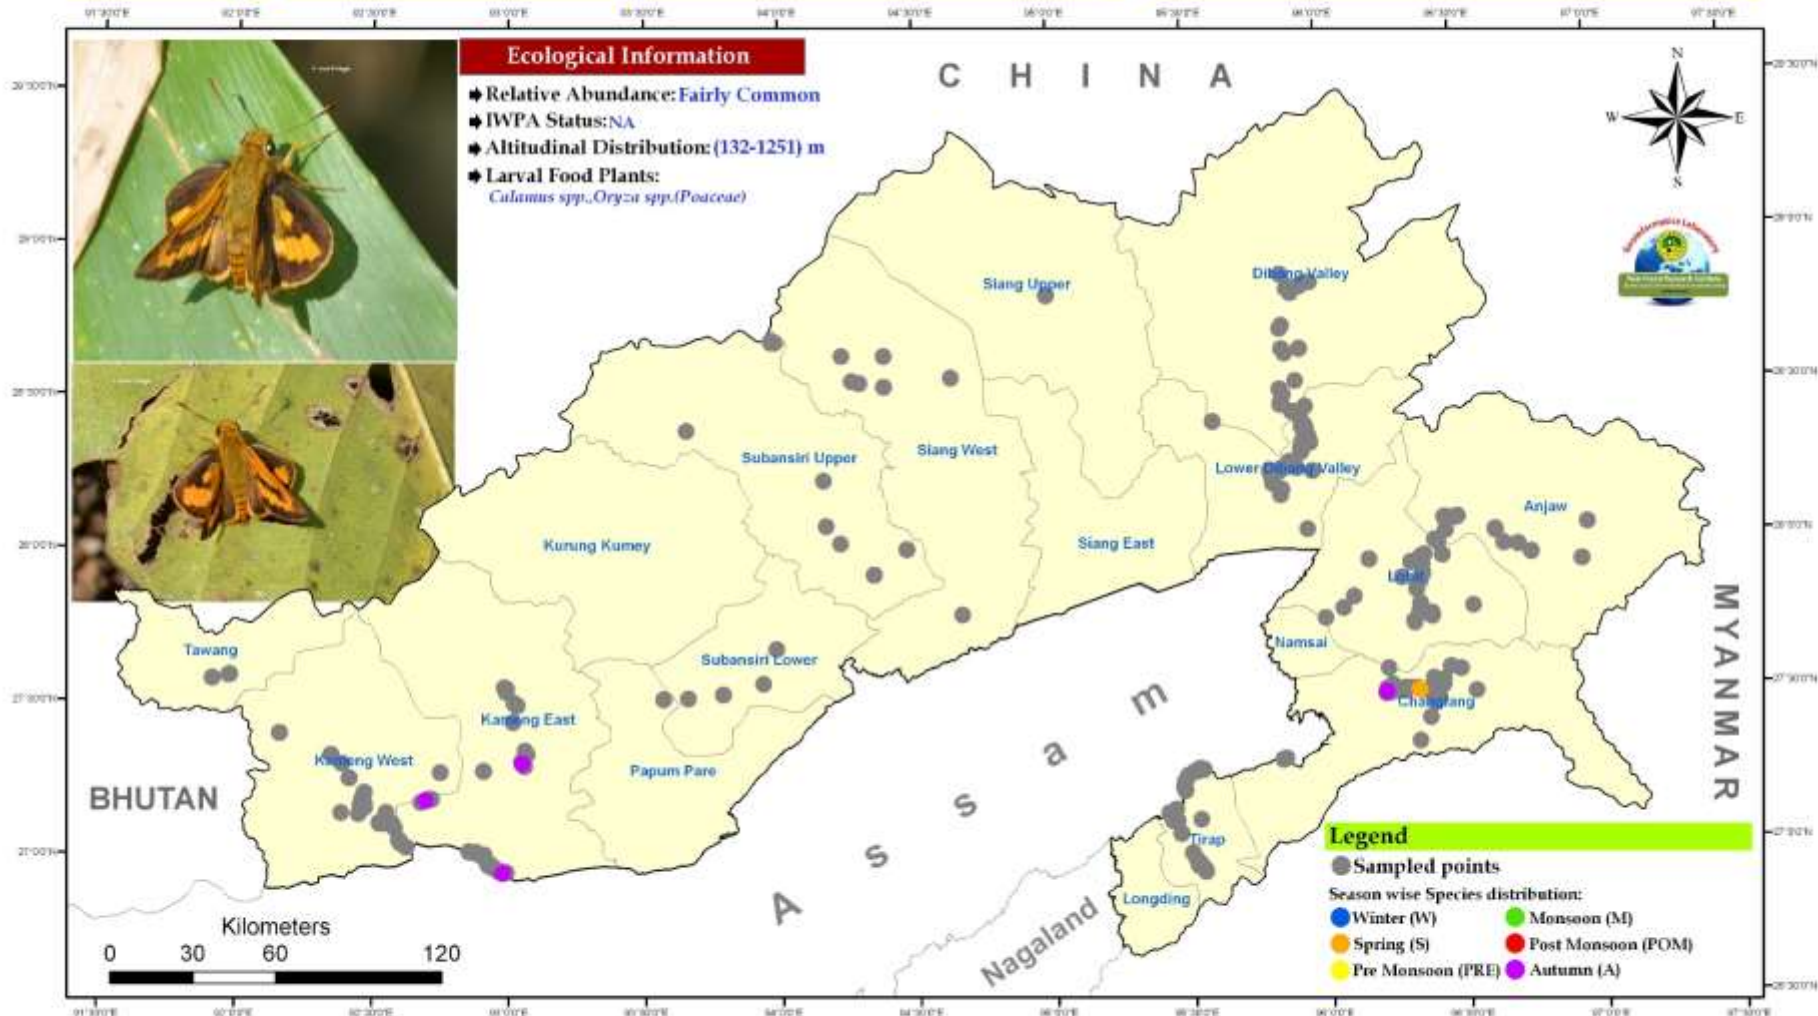 Ecological Information
Relative Abundance: Fairly Common
IWPA Status: NA
Altitudinal Distribution: (132-1251) m
Larval Food Plants:
Calamus spp.,Oryza spp.(Poaceae)
CHINA
N
W E
S
Geoinformatics Laboratory
Dibang Valley
Siang Upper
Subansiri Upper
Siang West
Lower Dibang Valley
Anjaw
Kurung Kumey
Siang East
Lohit
Namsai
Tawang
Subansiri Lower
Changlang
Kameng East
Kameng West
Papum Pare
MYANMAR
BHUTAN
Assam
Tirap
Longding
Nagaland
Kilometers
0 30 60 120
Legend
Sampled points
Season wise Species distribution:
Winter (W)
Monsoon (M)
Spring (S)
Post Monsoon (POM)
Pre Monsoon (PRE)
Autumn (A)